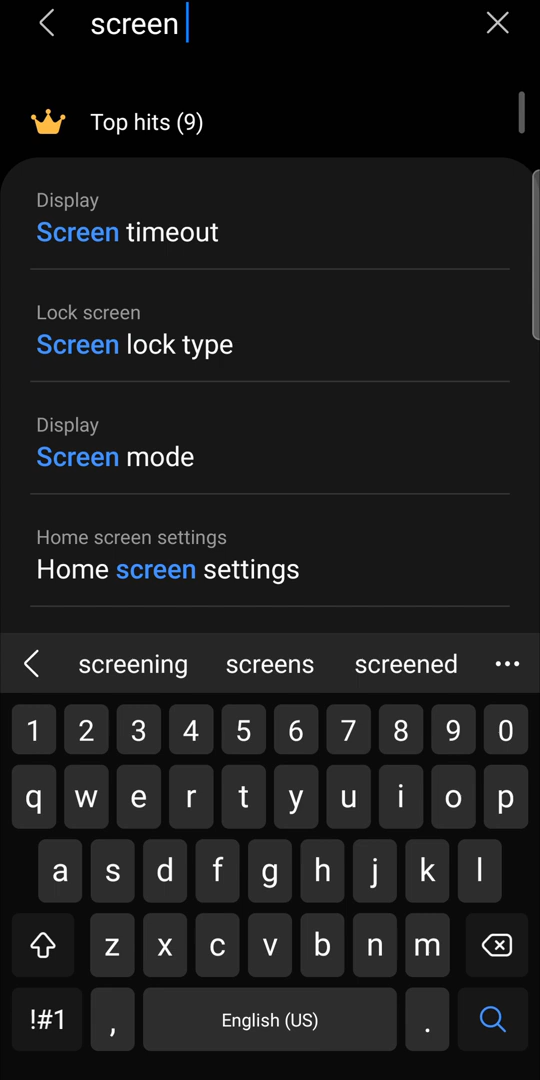 screen
Top hits (9)
Display
Screen timeout
Lock screen
Screen lock type
Display
Screen mode
Home screen settings
Home screen settings
screening screens screened ...
1 2 3 4 5 6 7 8 9 0
q w e r t y u i o p
a s d f g h j k l
z x c v b n m
!#1 , English (US) .